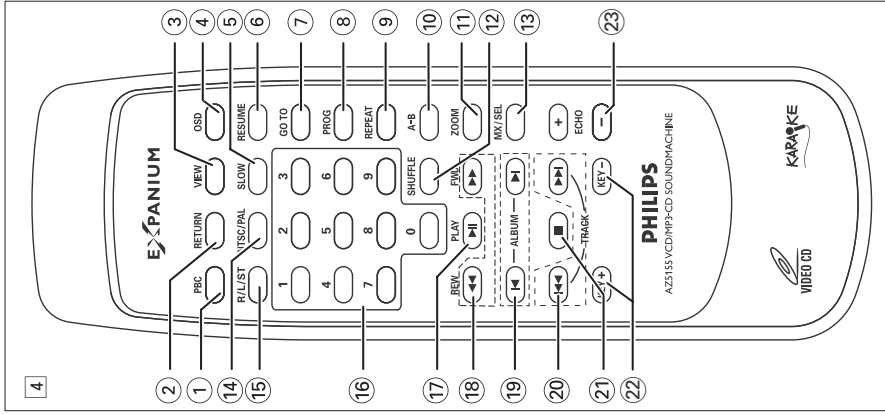 4
EXPANIUM
PBC RETURN VIEW OSD
R/L/ST NTSC/PAL SLOW RESUME
1 2 3 GO TO
4 5 6 PROG
7 8 9 REPEAT
0 SHUFFLE A-B
REW PLAY FWD ZOOM
ALBUM MX/SEL
TRACK + ECHO
KEY+ KEY− −
PHILIPS
AZ5155 VCD/MP3-CD SOUNDMACHINE
VIDEO CD KARAOKE
3
4
5
6
7
8
9
10
11
12
13
23
2
1
14
15
16
17
18
19
20
21
22